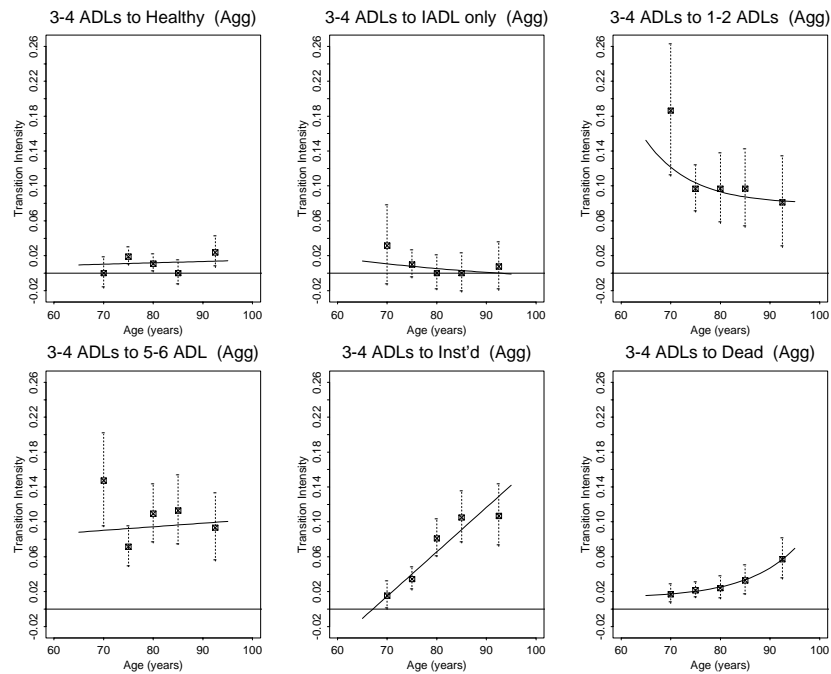 3-4 ADLs to Healthy (Agg)
Transition Intensity
-0.02 0.02 0.06 0.10 0.14 0.18 0.22 0.26
60 70 80 90 100
Age (years)
3-4 ADLs to IADL only (Agg)
Transition Intensity
-0.02 0.02 0.06 0.10 0.14 0.18 0.22 0.26
60 70 80 90 100
Age (years)
3-4 ADLs to 1-2 ADLs (Agg)
Transition Intensity
-0.02 0.02 0.06 0.10 0.14 0.18 0.22 0.26
60 70 80 90 100
Age (years)
3-4 ADLs to 5-6 ADL (Agg)
Transition Intensity
-0.02 0.02 0.06 0.10 0.14 0.18 0.22 0.26
60 70 80 90 100
Age (years)
3-4 ADLs to Inst'd (Agg)
Transition Intensity
-0.02 0.02 0.06 0.10 0.14 0.18 0.22 0.26
60 70 80 90 100
Age (years)
3-4 ADLs to Dead (Agg)
Transition Intensity
-0.02 0.02 0.06 0.10 0.14 0.18 0.22 0.26
60 70 80 90 100
Age (years)